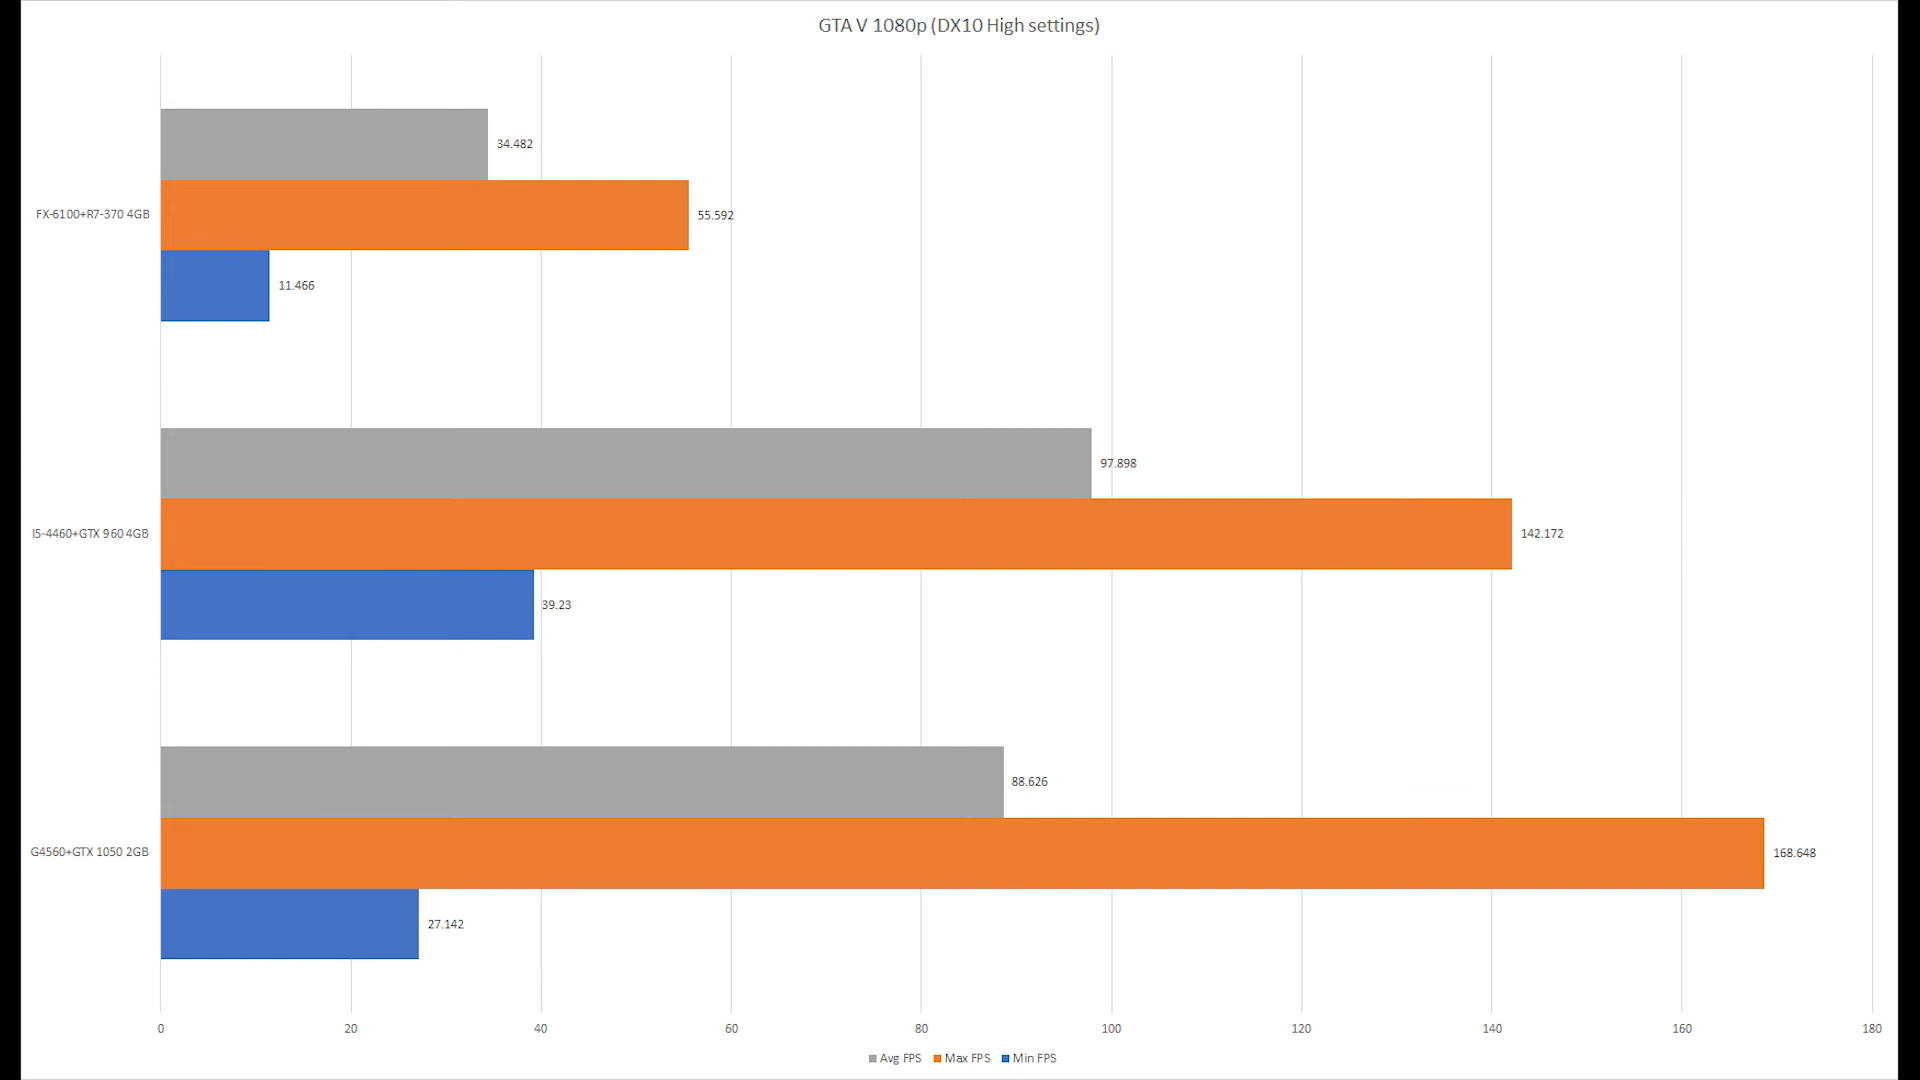 GTA V 1080p (DX10 High settings)
34.482
FX-6100+R7-370 4GB
55.592
11.466
97.898
I5-4460+GTX 960 4GB
142.172
39.23
88.626
G4560+GTX 1050 2GB
168.648
27.142
0 20 40 60 80 100 120 140 160 180
Avg FPS Max FPS Min FPS